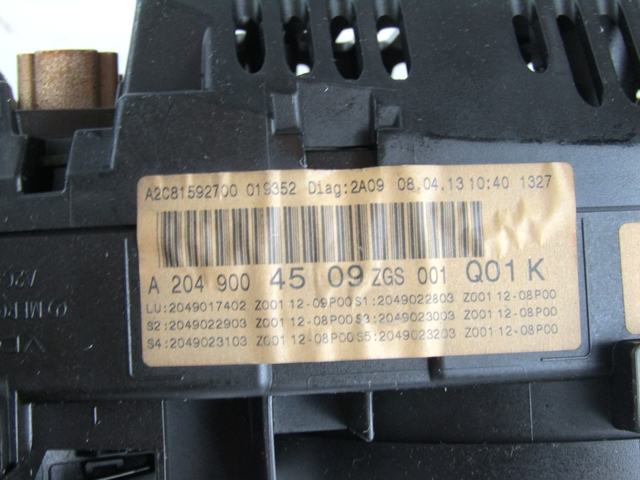 A2C81592700 019352 Diag:2A09 08.04.13 10:40 1327
A 204 900 45 09 ZGS 001 Q01 K
LU:2049017402 Z001 12-09P00 S1:2049022803 Z001 12-08P00
S2:2049022903 Z001 12-08P00 S3:2049023003 Z001 12-08P00
S4:2049023103 Z001 12-08P00 S5:2049023203 Z001 12-08P00